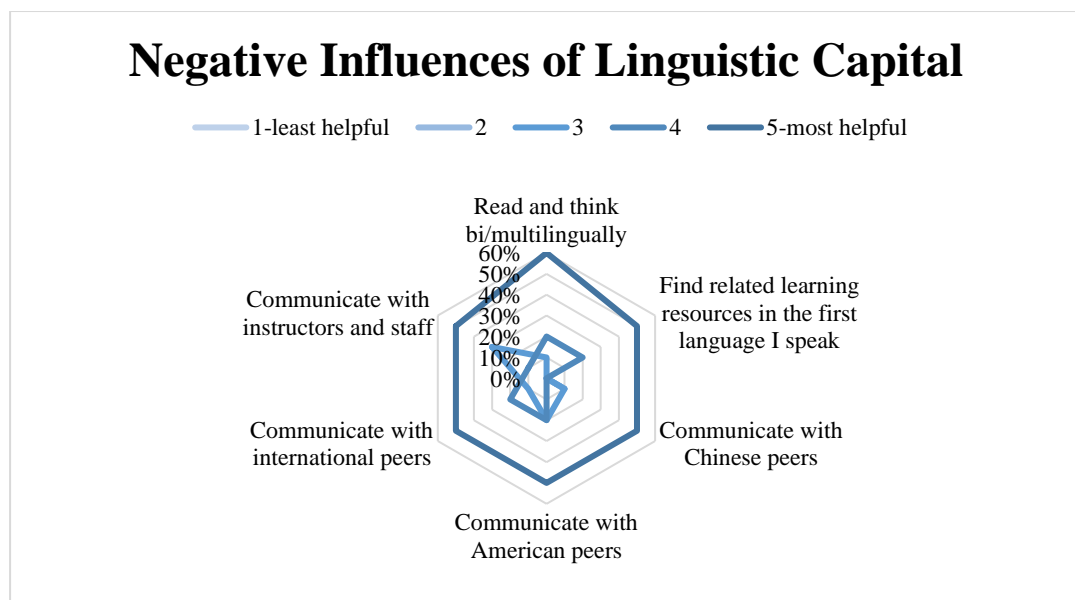 Negative Influences of Linguistic Capital
1-least helpful 2 3 4 5-most helpful
Read and think
bi/multilingually
60%
50%
40%
30%
20%
10%
0%
Find related learning
resources in the first
language I speak
Communicate with
Chinese peers
Communicate with
American peers
Communicate with
international peers
Communicate with
instructors and staff